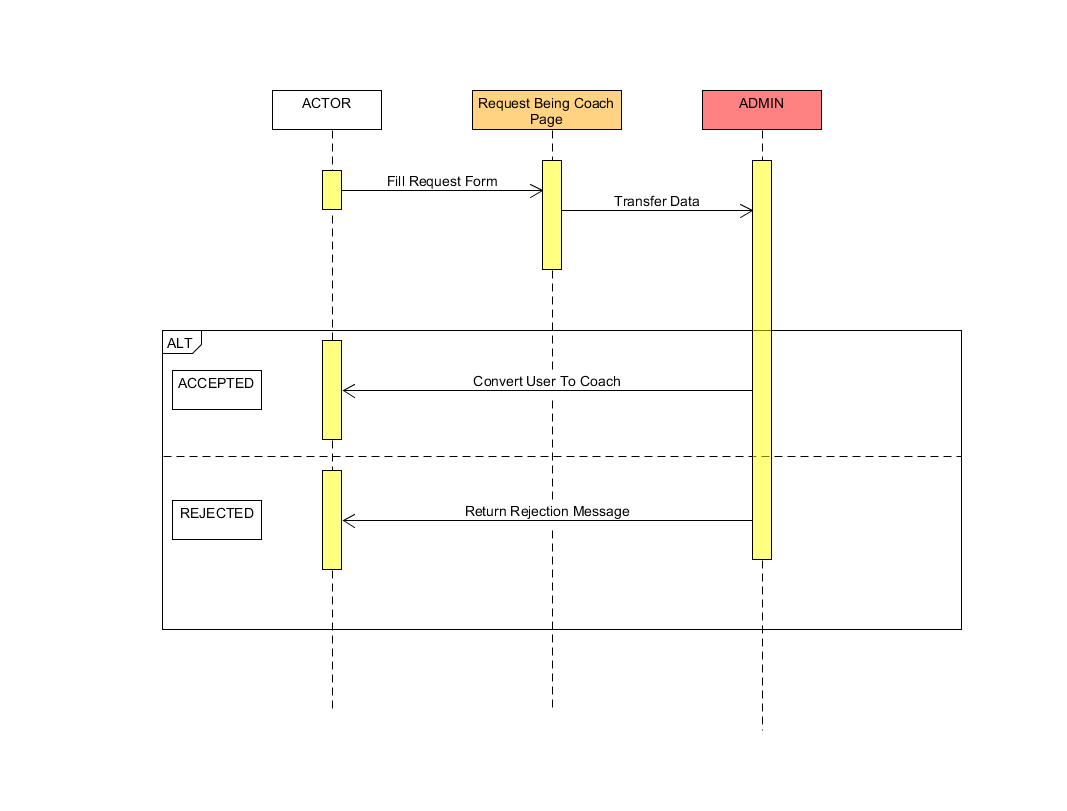 ACTOR
Request Being Coach
Page
ADMIN
Fill Request Form
Transfer Data
ALT
ACCEPTED
Convert User To Coach
REJECTED
Return Rejection Message